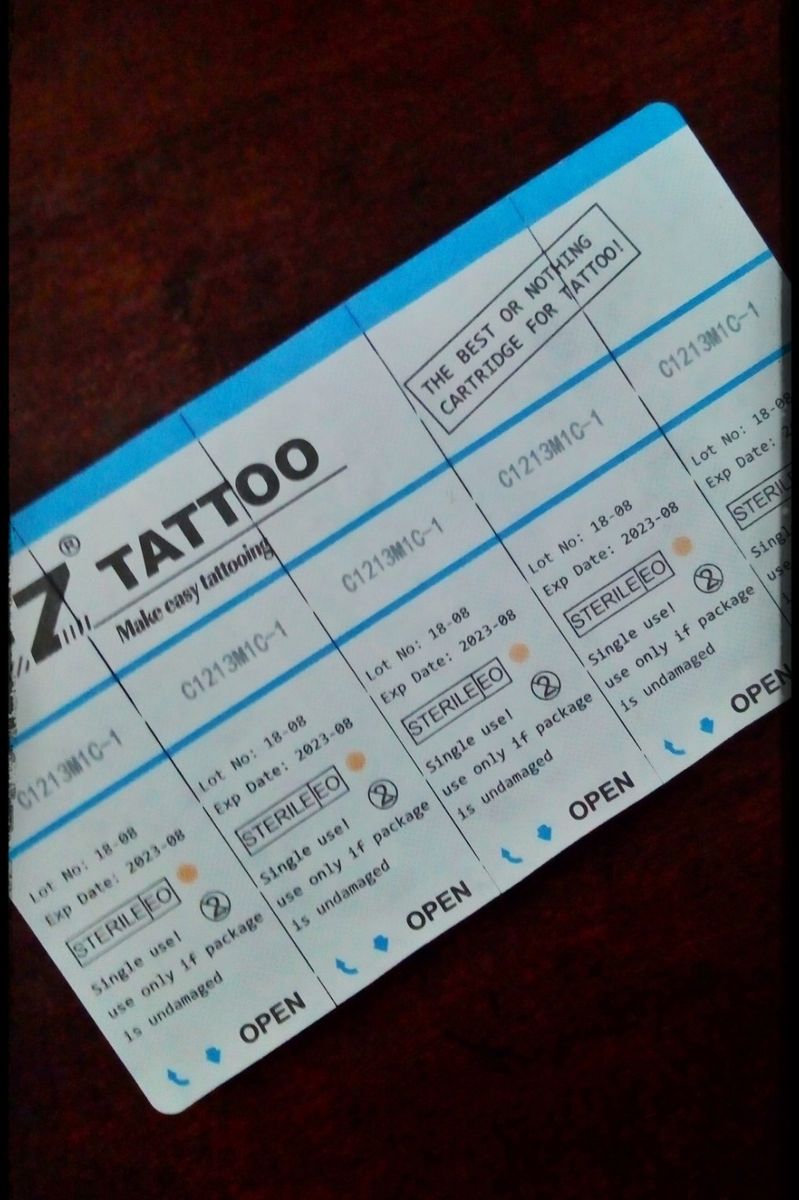 THE BEST OR NOTHING
CARTRIDGE FOR TATTOO!
Z® TATTOO
Make easy tattooing
C1213M1C-1
C1213M1C-1
C1213M1C-1
C1213M1C-1
C1213M1C-1
Lot No: 18-08
Exp Date: 2023-08
STERILE EO
Single use!
use only if package
is undamaged
OPEN
Lot No: 18-08
Exp Date: 2023-08
STERILE EO
Single use!
use only if package
is undamaged
OPEN
Lot No: 18-08
Exp Date: 2023-08
STERILE EO
Single use!
use only if package
is undamaged
OPEN
Lot No: 18-08
Exp Date: 2023-08
STERILE EO
Single use!
use only if package
is undamaged
OPEN
Lot No: 18-08
Exp Date: